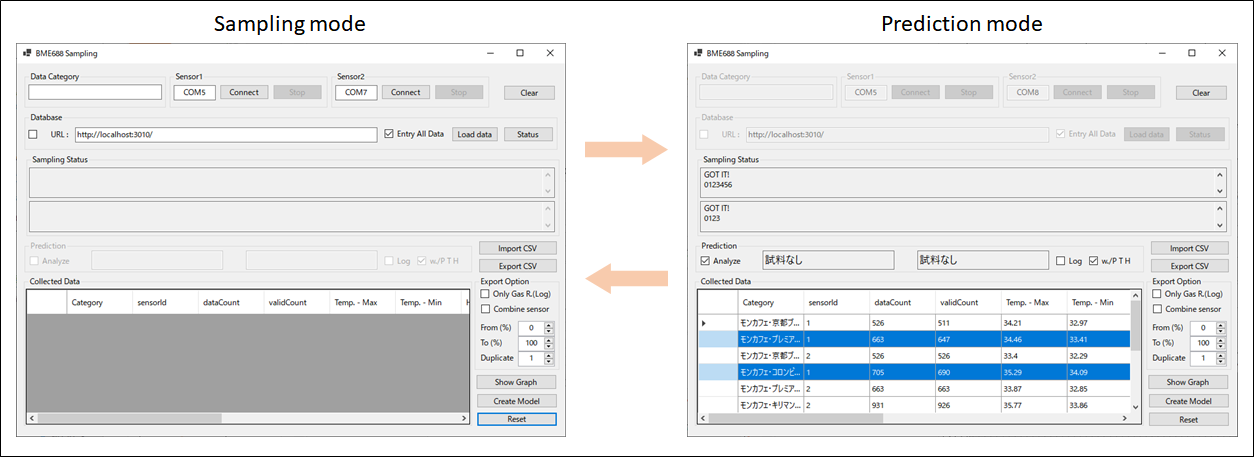 Sampling mode
BME688 Sampling
Data Category
Sensor1
Sensor2
COM5
Connect
Stop
COM7
Connect
Stop
Clear
Database
URL :
http://localhost:3010/
Entry All Data
Load data
Status
Sampling Status
Prediction
Analyze
Log
w./P T H
Import CSV
Export CSV
Collected Data
Category
sensorId
dataCount
validCount
Temp. - Max
Temp. - Min
H
Export Option
Only Gas R.(Log)
Combine sensor
From (%)
0
To (%)
100
Duplicate
1
Show Graph
Create Model
Reset
Prediction mode
BME688 Sampling
Data Category
Sensor1
Sensor2
COM5
Connect
Stop
COM8
Connect
Stop
Clear
Database
URL :
http://localhost:3010/
Entry All Data
Load data
Status
Sampling Status
GOT IT!
0123456
GOT IT!
0123
Prediction
Analyze
試料なし
試料なし
Log
w./P T H
Import CSV
Export CSV
Collected Data
Category sensorId dataCount validCount Temp. - Max Temp. - Min
モンカフェ・京都ブ... 1 526 511 34.21 32.97
モンカフェ・プレミア... 1 663 647 34.46 33.41
モンカフェ・京都ブ... 2 526 526 33.4 32.29
モンカフェ・コロンビ... 1 705 690 35.29 34.09
モンカフェ・プレミア... 2 663 663 33.87 32.85
モンカフェ・キリマン... 2 931 926 35.77 33.86
Export Option
Only Gas R.(Log)
Combine sensor
From (%)
0
To (%)
100
Duplicate
1
Show Graph
Create Model
Reset